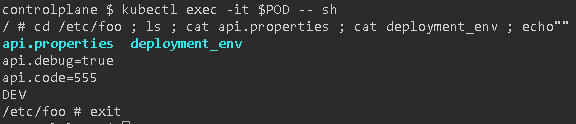 controlplane $ kubectl exec -it $POD -- sh
/ # cd /etc/foo ; ls ; cat api.properties ; cat deployment_env ; echo""
api.properties  deployment_env
api.debug=true
api.code=555
DEV
/etc/foo # exit